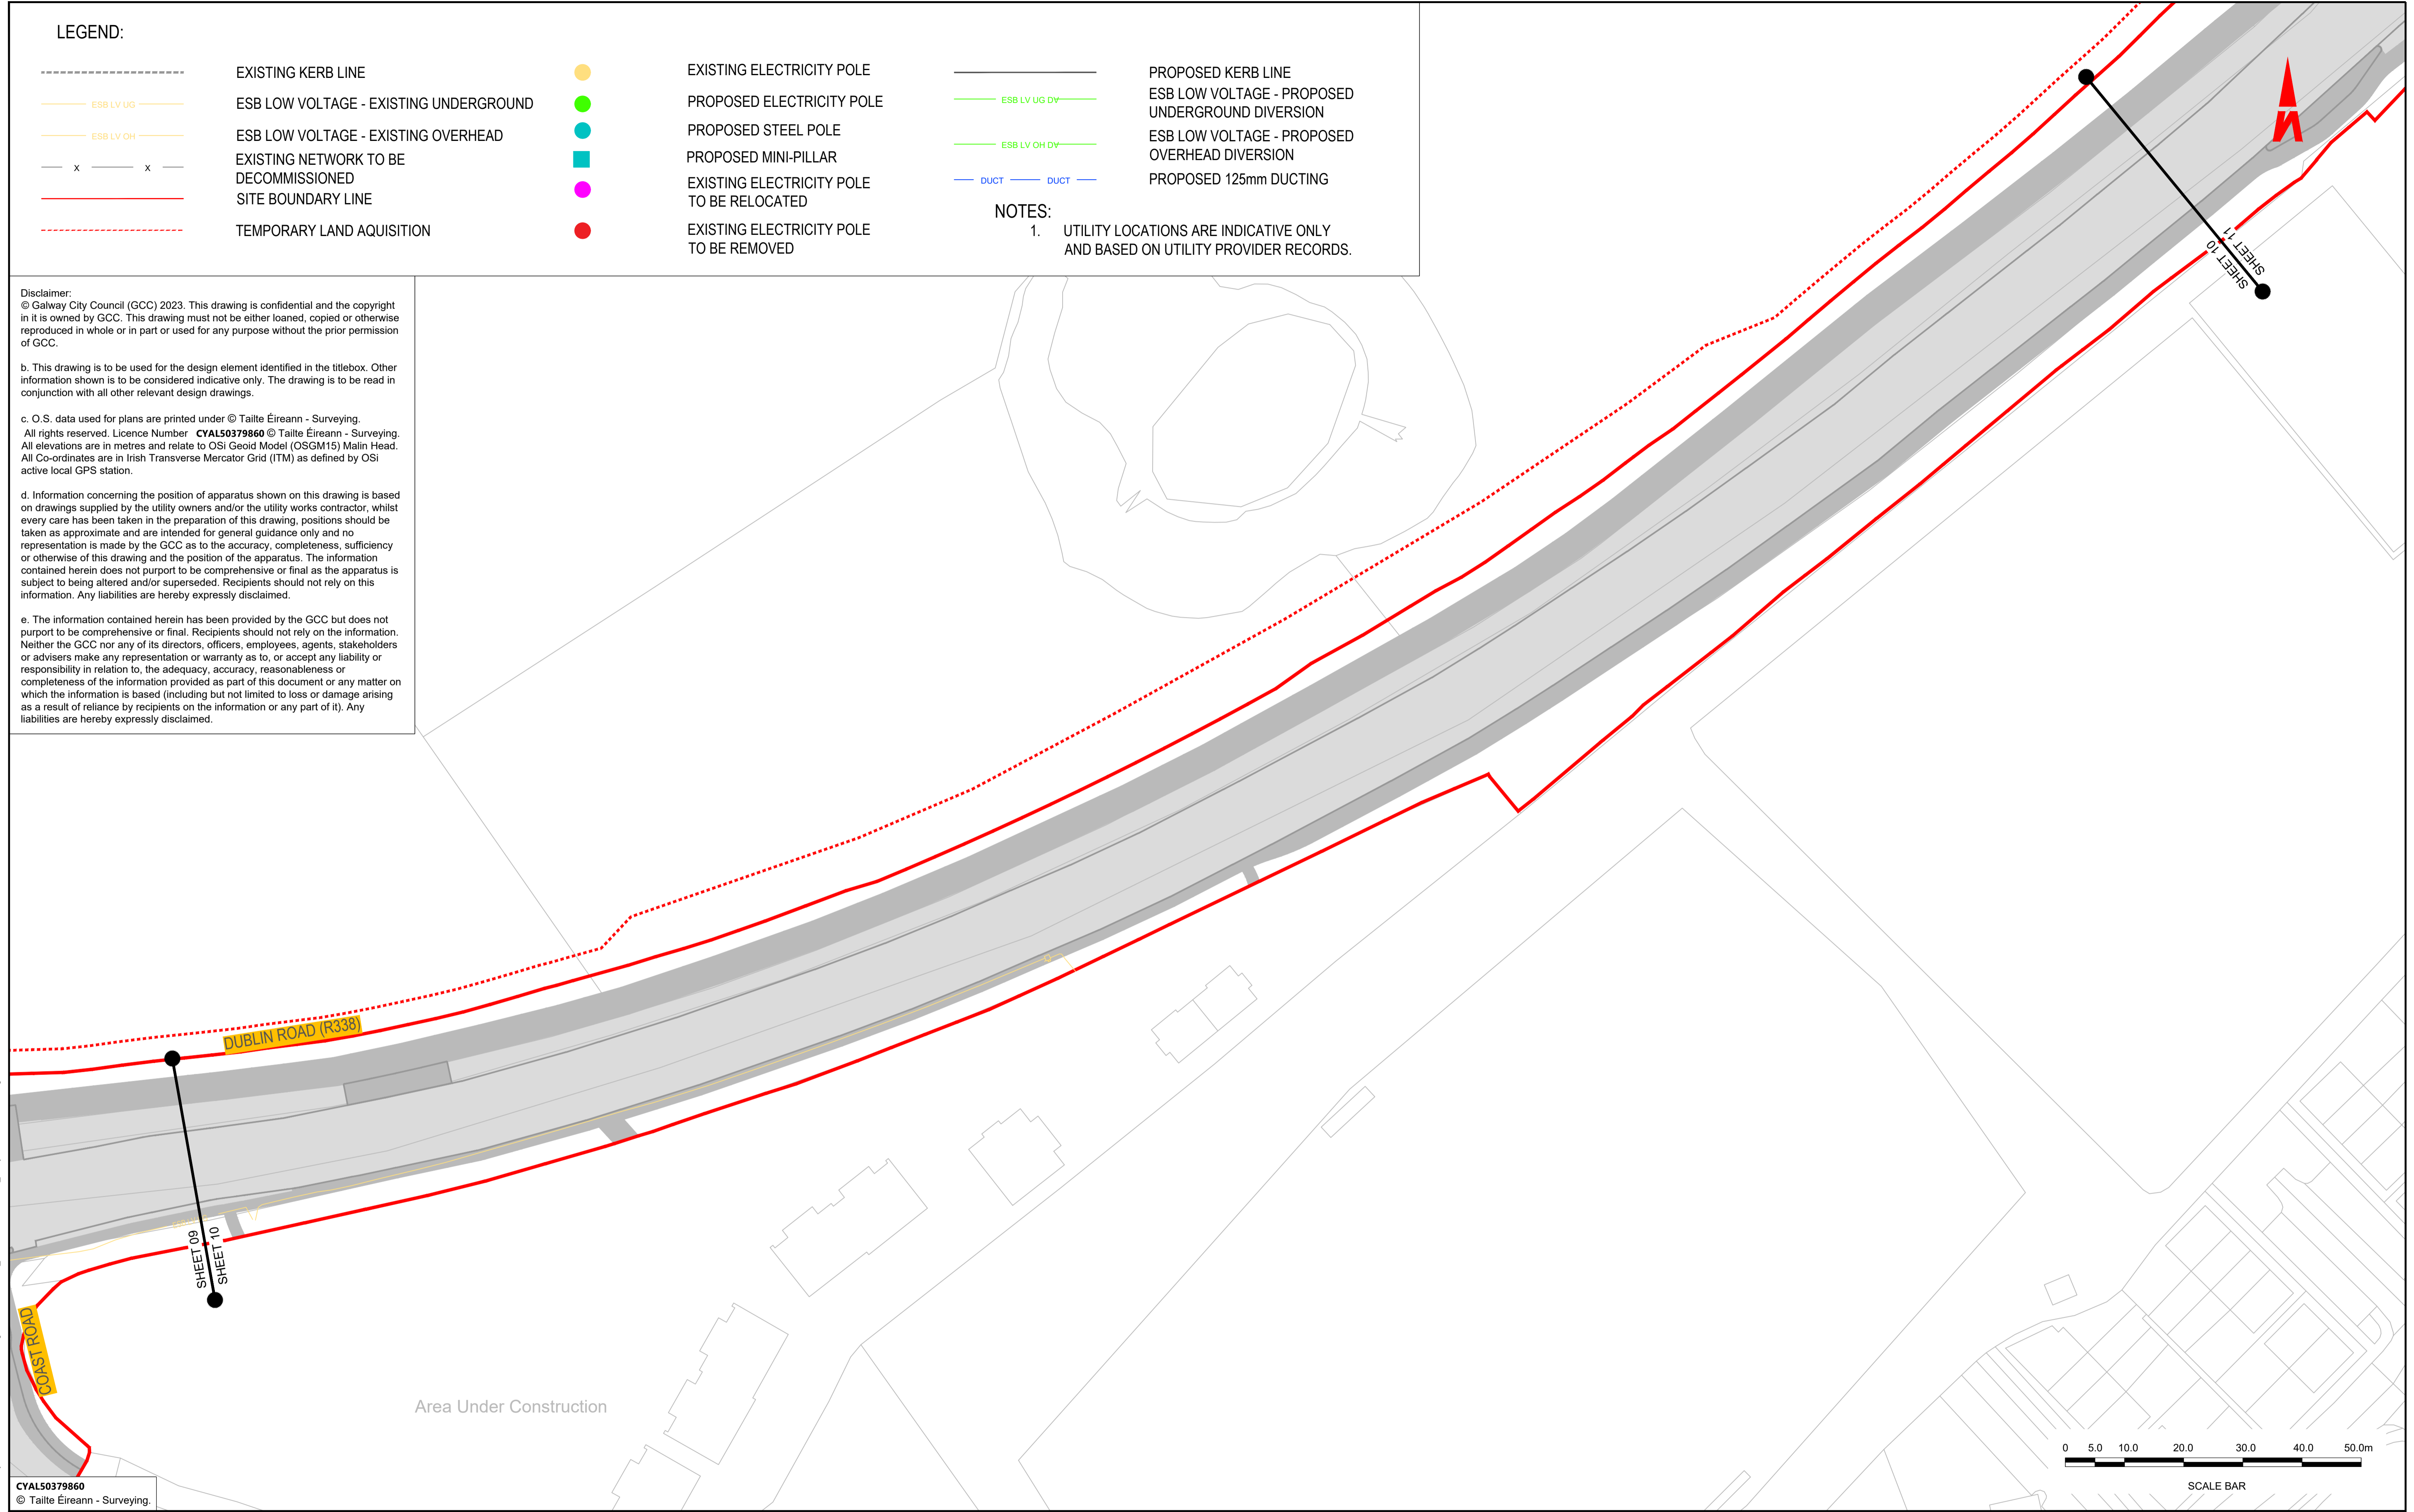 LEGEND:
EXISTING KERB LINE
ESB LV UG
ESB LOW VOLTAGE - EXISTING UNDERGROUND
ESB LV OH
ESB LOW VOLTAGE - EXISTING OVERHEAD
X X
EXISTING NETWORK TO BE
DECOMMISSIONED
SITE BOUNDARY LINE
TEMPORARY LAND AQUISITION
EXISTING ELECTRICITY POLE
PROPOSED ELECTRICITY POLE
PROPOSED STEEL POLE
PROPOSED MINI-PILLAR
EXISTING ELECTRICITY POLE
TO BE RELOCATED
EXISTING ELECTRICITY POLE
TO BE REMOVED
PROPOSED KERB LINE
ESB LV UG DV
ESB LOW VOLTAGE - PROPOSED
UNDERGROUND DIVERSION
ESB LV OH DV
ESB LOW VOLTAGE - PROPOSED
OVERHEAD DIVERSION
DUCT DUCT
PROPOSED 125mm DUCTING
NOTES:
1. UTILITY LOCATIONS ARE INDICATIVE ONLY
AND BASED ON UTILITY PROVIDER RECORDS.
Disclaimer:
© Galway City Council (GCC) 2023. This drawing is confidential and the copyright
in it is owned by GCC. This drawing must not be either loaned, copied or otherwise
reproduced in whole or in part or used for any purpose without the prior permission
of GCC.
b. This drawing is to be used for the design element identified in the titlebox. Other
information shown is to be considered indicative only. The drawing is to be read in
conjunction with all other relevant design drawings.
c. O.S. data used for plans are printed under © Tailte Éireann - Surveying.
All rights reserved. Licence Number CYAL50379860 © Tailte Éireann - Surveying.
All elevations are in metres and relate to OSi Geoid Model (OSGM15) Malin Head.
All Co-ordinates are in Irish Transverse Mercator Grid (ITM) as defined by OSi
active local GPS station.
d. Information concerning the position of apparatus shown on this drawing is based
on drawings supplied by the utility owners and/or the utility works contractor, whilst
every care has been taken in the preparation of this drawing, positions should be
taken as approximate and are intended for general guidance only and no
representation is made by the GCC as to the accuracy, completeness, sufficiency
or otherwise of this drawing and the position of the apparatus. The information
contained herein does not purport to be comprehensive or final as the apparatus is
subject to being altered and/or superseded. Recipients should not rely on this
information. Any liabilities are hereby expressly disclaimed.
e. The information contained herein has been provided by the GCC but does not
purport to be comprehensive or final. Recipients should not rely on the information.
Neither the GCC nor any of its directors, officers, employees, agents, stakeholders
or advisers make any representation or warranty as to, or accept any liability or
responsibility in relation to, the adequacy, accuracy, reasonableness or
completeness of the information provided as part of this document or any matter on
which the information is based (including but not limited to loss or damage arising
as a result of reliance by recipients on the information or any part of it). Any
liabilities are hereby expressly disclaimed.
N
SHEET 11
SHEET 10
DUBLIN ROAD (R338)
SHEET 09
SHEET 10
COAST ROAD
Area Under Construction
0 5.0 10.0 20.0 30.0 40.0 50.0m
SCALE BAR
CYAL50379860
© Tailte Éireann - Surveying.